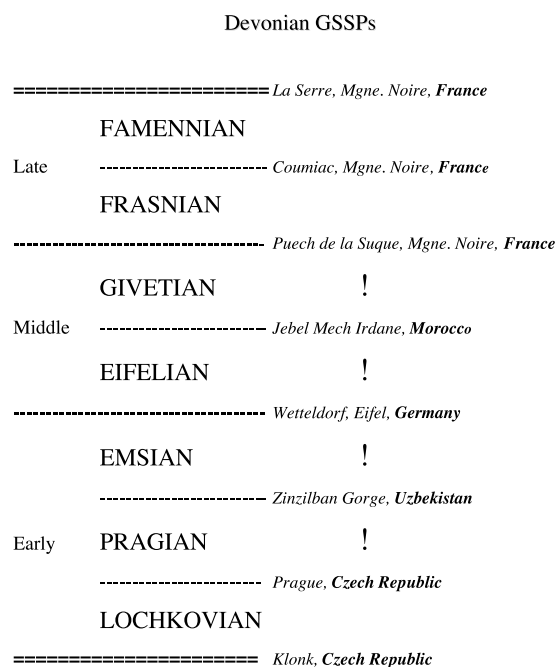 Devonian GSSPs
======================= La Serre, Mgne. Noire, France
FAMENNIAN
Late -------------------------- Coumiac, Mgne. Noire, France
FRASNIAN
--------------------------------------- Puech de la Suque, Mgne. Noire, France
GIVETIAN !
Middle -------------------------- Jebel Mech Irdane, Morocco
EIFELIAN !
--------------------------------------- Wetteldorf, Eifel, Germany
EMSIAN !
-------------------------- Zinzilban Gorge, Uzbekistan
Early PRAGIAN !
------------------------- Prague, Czech Republic
LOCHKOVIAN
====================== Klonk, Czech Republic